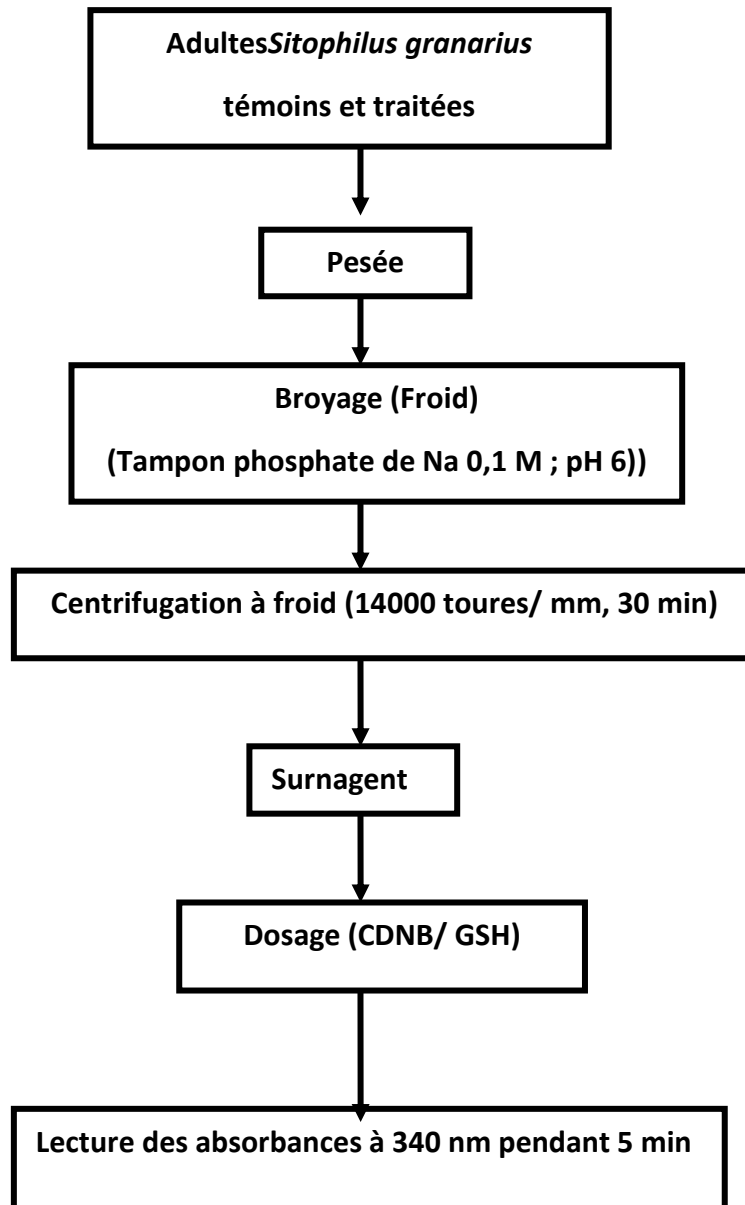 AdultesSitophilus granarius
témoins et traitées
Pesée
Broyage (Froid)
(Tampon phosphate de Na 0,1 M ; pH 6))
Centrifugation à froid (14000 toures/ mm, 30 min)
Surnagent
Dosage (CDNB/ GSH)
Lecture des absorbances à 340 nm pendant 5 min